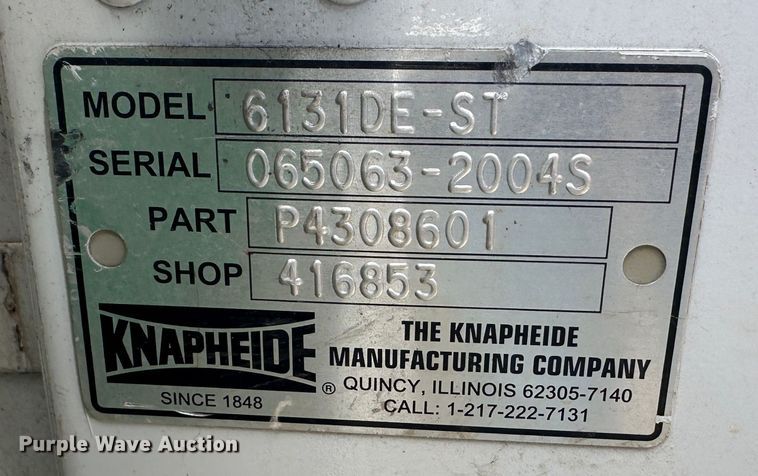 MODEL 6131DE-ST
SERIAL 065063-2004S
PART P4308601
SHOP 416853
KNAPHEIDE ®
SINCE 1848
THE KNAPHEIDE
MANUFACTURING COMPANY
QUINCY, ILLINOIS 62305-7140
CALL: 1-217-222-7131
Purple Wave Auction